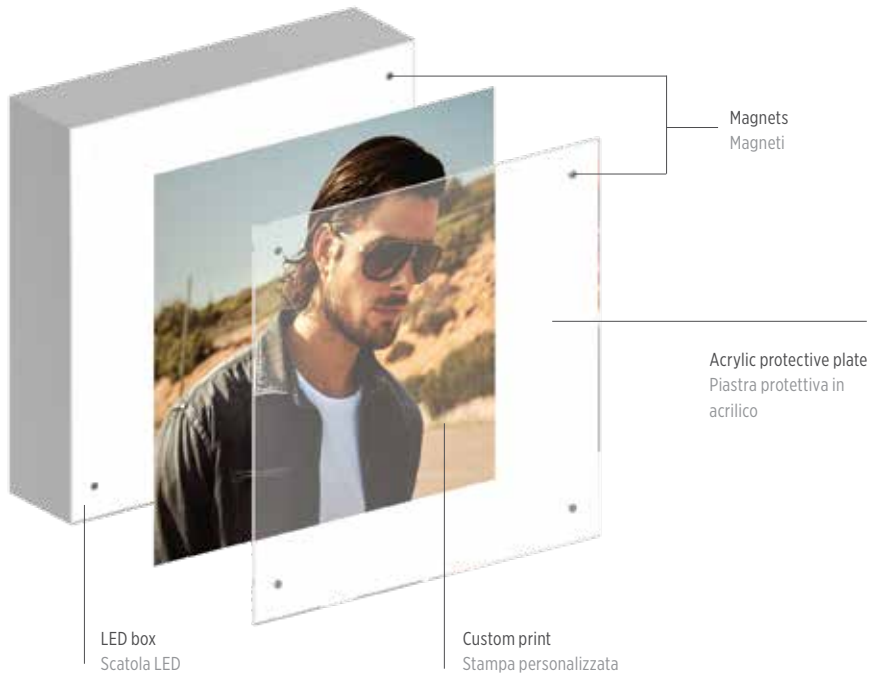 Magnets
Magneti
Acrylic protective plate
Piastra protettiva in
acrilico
LED box
Scatola LED
Custom print
Stampa personalizzata